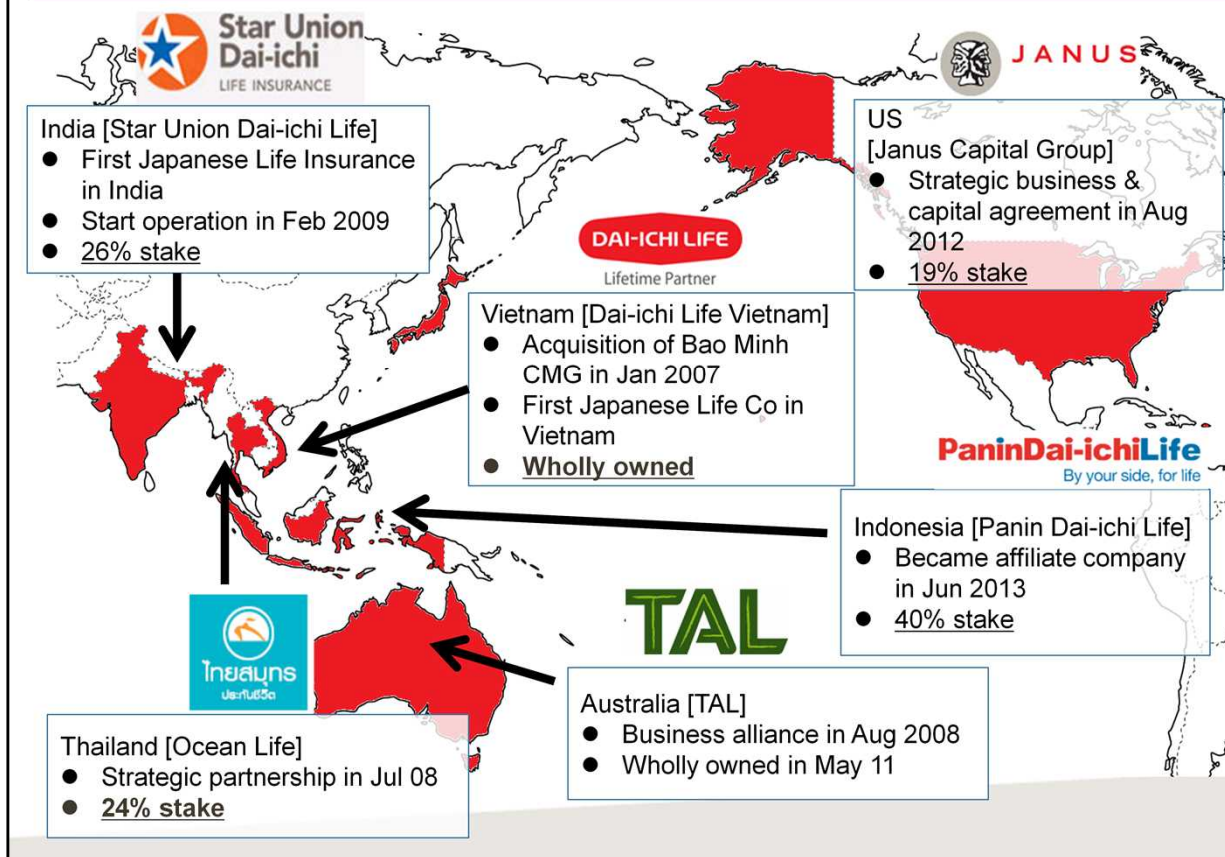 Star Union
Dai-ichi
LIFE INSURANCE
JANUS
India [Star Union Dai-ichi Life]
● First Japanese Life Insurance
in India
● Start operation in Feb 2009
● 26% stake
US
[Janus Capital Group]
● Strategic business &
capital agreement in Aug
2012
● 19% stake
DAI-ICHI LIFE
Lifetime Partner
Vietnam [Dai-ichi Life Vietnam]
● Acquisition of Bao Minh
CMG in Jan 2007
● First Japanese Life Co in
Vietnam
● Wholly owned
PaninDai-ichiLife
By your side, for life
Indonesia [Panin Dai-ichi Life]
● Became affiliate company
in Jun 2013
● 40% stake
ไทยสมุทร
ประกันชีวิต
TAL
Australia [TAL]
● Business alliance in Aug 2008
● Wholly owned in May 11
Thailand [Ocean Life]
● Strategic partnership in Jul 08
● 24% stake